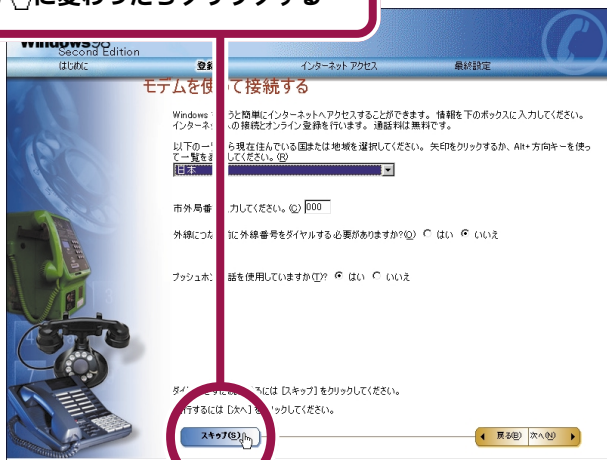 に変わったらクリックする
Windows98
Second Edition
はじめに
登
インターネット アクセス
最終設定
モデムを使 て接続する
Windows うと簡単にインターネットへアクセスすることができます。 情報を下のボックスに入力してください。
インターネ への接続とオンライン登録を行います。 通話料は無料です。
以下の一 ら現在住んでいる国または地域を選択してください。 矢印をクリックするか、Alt+方向キーを使っ
て一覧を してください。(R)
日本
市外局番 力してください。(C) 000
外線につな に外線番号をダイヤルする必要がありますか?(O) はい いいえ
プッシュホ 話を使用していますか(T)? はい いいえ
ダイ には [スキップ] をクリックしてください。
行するには [次へ] を ックしてください。
スキップ(S)
戻る(B) 次へ(N)